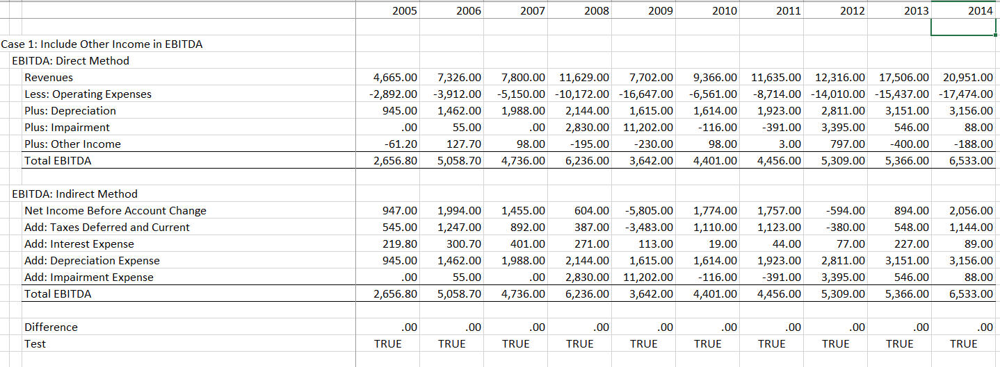 2005 2006 2007 2008 2009 2010 2011 2012 2013 2014
Case 1: Include Other Income in EBITDA
EBITDA: Direct Method
Revenues 4,665.00 7,326.00 7,800.00 11,629.00 7,702.00 9,366.00 11,635.00 12,316.00 17,506.00 20,951.00
Less: Operating Expenses -2,892.00 -3,912.00 -5,150.00 -10,172.00 -16,647.00 -6,561.00 -8,714.00 -14,010.00 -15,437.00 -17,474.00
Plus: Depreciation 945.00 1,462.00 1,988.00 2,144.00 1,615.00 1,614.00 1,923.00 2,811.00 3,151.00 3,156.00
Plus: Impairment .00 55.00 .00 2,830.00 11,202.00 -116.00 -391.00 3,395.00 546.00 88.00
Plus: Other Income -61.20 127.70 98.00 -195.00 -230.00 98.00 3.00 797.00 -400.00 -188.00
Total EBITDA 2,656.80 5,058.70 4,736.00 6,236.00 3,642.00 4,401.00 4,456.00 5,309.00 5,366.00 6,533.00
EBITDA: Indirect Method
Net Income Before Account Change 947.00 1,994.00 1,455.00 604.00 -5,805.00 1,774.00 1,757.00 -594.00 894.00 2,056.00
Add: Taxes Deferred and Current 545.00 1,247.00 892.00 387.00 -3,483.00 1,110.00 1,123.00 -380.00 548.00 1,144.00
Add: Interest Expense 219.80 300.70 401.00 271.00 113.00 19.00 44.00 77.00 227.00 89.00
Add: Depreciation Expense 945.00 1,462.00 1,988.00 2,144.00 1,615.00 1,614.00 1,923.00 2,811.00 3,151.00 3,156.00
Add: Impairment Expense .00 55.00 .00 2,830.00 11,202.00 -116.00 -391.00 3,395.00 546.00 88.00
Total EBITDA 2,656.80 5,058.70 4,736.00 6,236.00 3,642.00 4,401.00 4,456.00 5,309.00 5,366.00 6,533.00
Difference .00 .00 .00 .00 .00 .00 .00 .00 .00 .00
Test TRUE TRUE TRUE TRUE TRUE TRUE TRUE TRUE TRUE TRUE